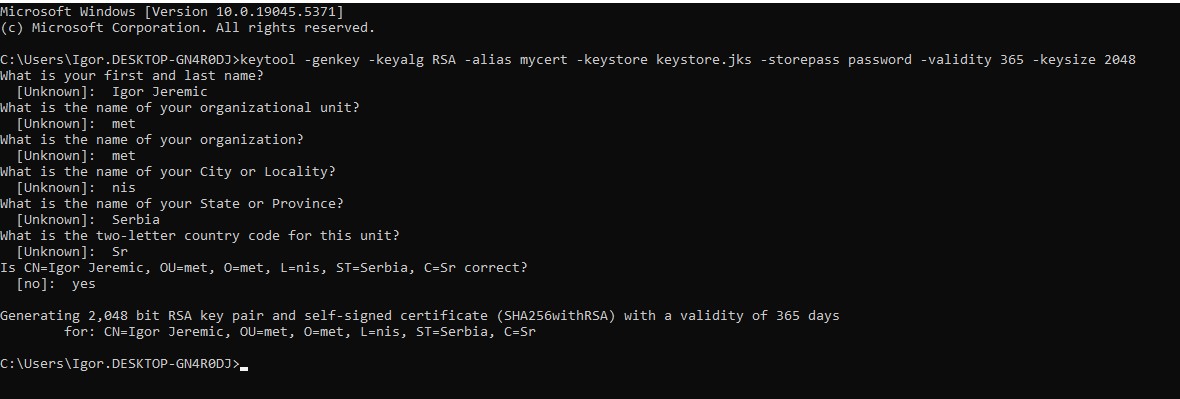 Microsoft Windows [Version 10.0.19045.5371]
(c) Microsoft Corporation. All rights reserved.
C:\Users\Igor.DESKTOP-GN4R0DJ>keytool -genkey -keyalg RSA -alias mycert -keystore keystore.jks -storepass password -validity 365 -keysize 2048
What is your first and last name?
[Unknown]: Igor Jeremic
What is the name of your organizational unit?
[Unknown]: met
What is the name of your organization?
[Unknown]: met
What is the name of your City or Locality?
[Unknown]: nis
What is the name of your State or Province?
[Unknown]: Serbia
What is the two-letter country code for this unit?
[Unknown]: Sr
Is CN=Igor Jeremic, OU=met, O=met, L=nis, ST=Serbia, C=Sr correct?
[no]: yes
Generating 2,048 bit RSA key pair and self-signed certificate (SHA256withRSA) with a validity of 365 days
for: CN=Igor Jeremic, OU=met, O=met, L=nis, ST=Serbia, C=Sr
C:\Users\Igor.DESKTOP-GN4R0DJ>